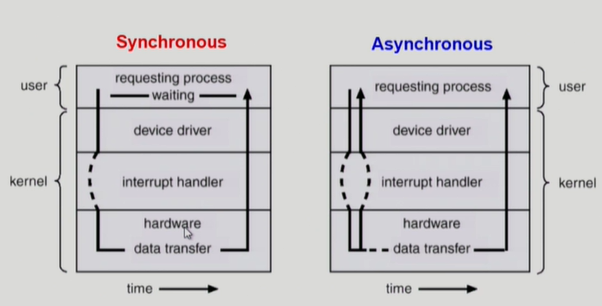 Synchronous
Asynchronous
user
requesting process
waiting
device driver
kernel
interrupt handler
hardware
data transfer
time
requesting process
user
device driver
interrupt handler
kernel
hardware
data transfer
time